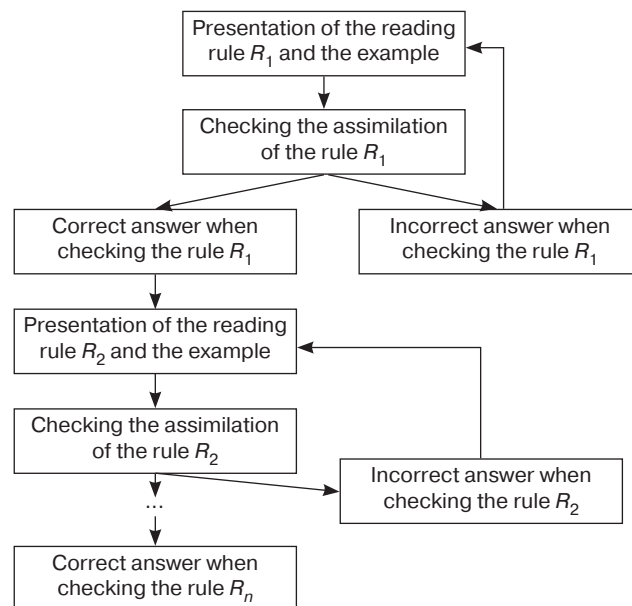 Presentation of the reading
rule R₁ and the example
Checking the assimilation
of the rule R₁
Correct answer when
checking the rule R₁
Incorrect answer when
checking the rule R₁
Presentation of the reading
rule R₂ and the example
Checking the assimilation
of the rule R₂
Incorrect answer when
checking the rule R₂
...
Correct answer when
checking the rule Rₙ